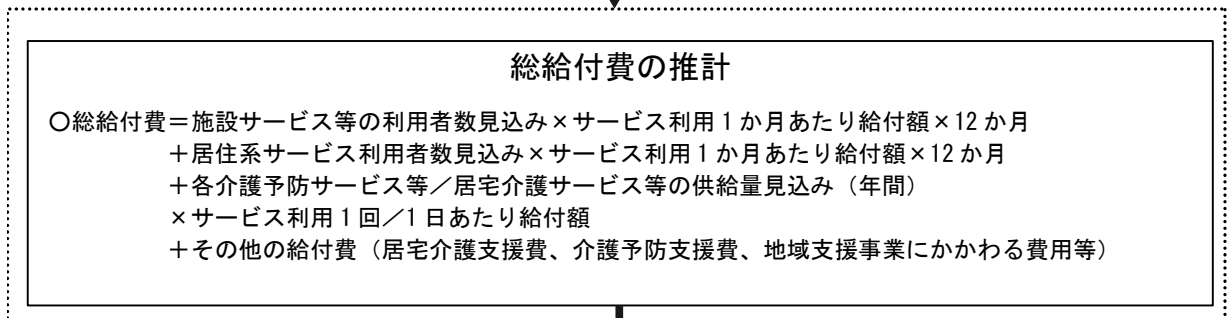 総給付費の推計
〇総給付費＝施設サービス等の利用者数見込み×サービス利用１か月あたり給付額×12 か月
＋居住系サービス利用者数見込み×サービス利用１か月あたり給付額×12 か月
＋各介護予防サービス等／居宅介護サービス等の供給量見込み（年間）
×サービス利用１回／１日あたり給付額
＋その他の給付費（居宅介護支援費、介護予防支援費、地域支援事業にかかわる費用等）